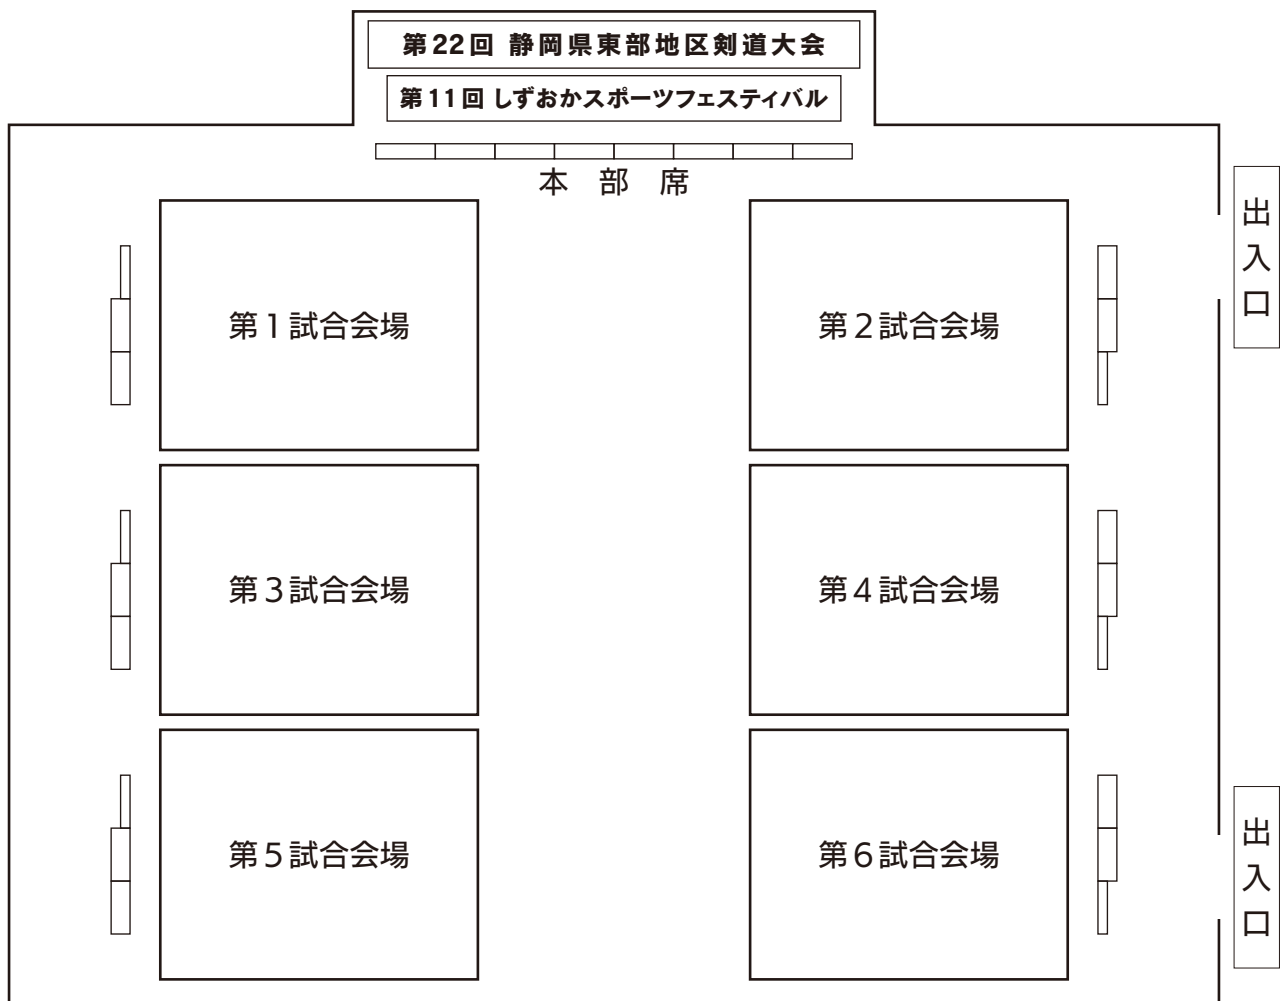 第22回 静岡県東部地区剣道大会
第11回 しずおかスポーツフェスティバル
本 部 席
第1試合会場
第2試合会場
出入口
第3試合会場
第4試合会場
第5試合会場
第6試合会場
出入口